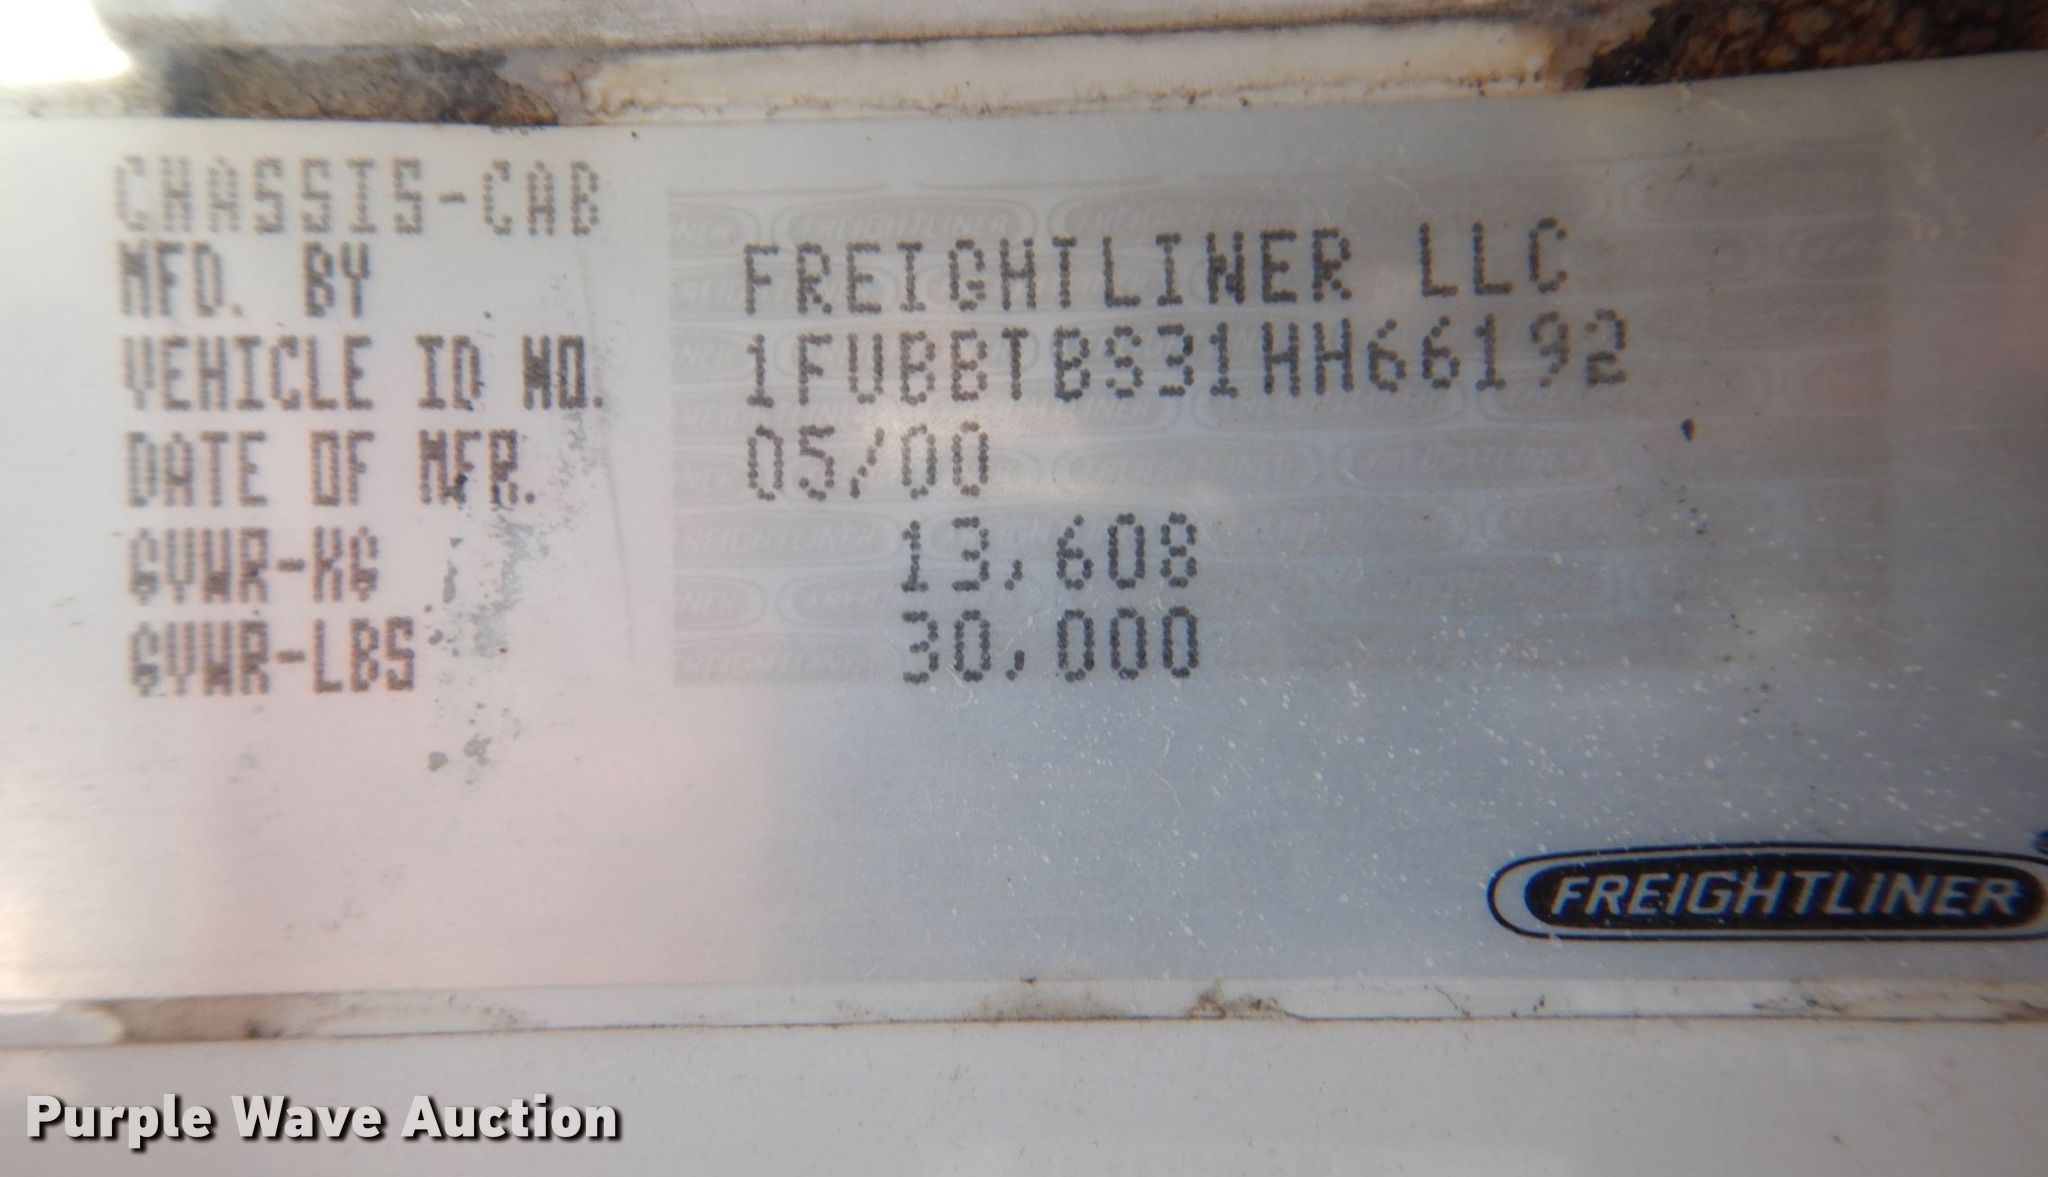 CHASSIS-CAB
MFD. BY FREIGHTLINER LLC
VEHICLE ID NO. 1FUBBTBS31HH66192
DATE OF MFR. 05/00
GVWR-KG 13,608
GVWR-LBS 30,000
FREIGHTLINER
Purple Wave Auction